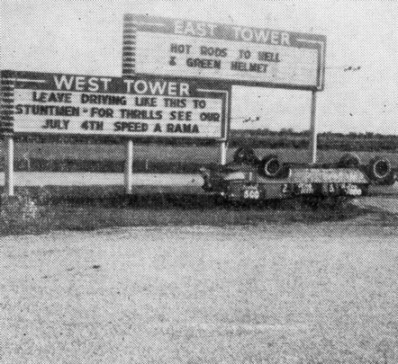 EAST TOWER
HOT RODS TO HELL
& GREEN HELMET
WEST TOWER
LEAVE DRIVING LIKE THIS TO
STUNTMEN - FOR THRILLS SEE OUR
JULY 4TH SPEED A RAMA
500